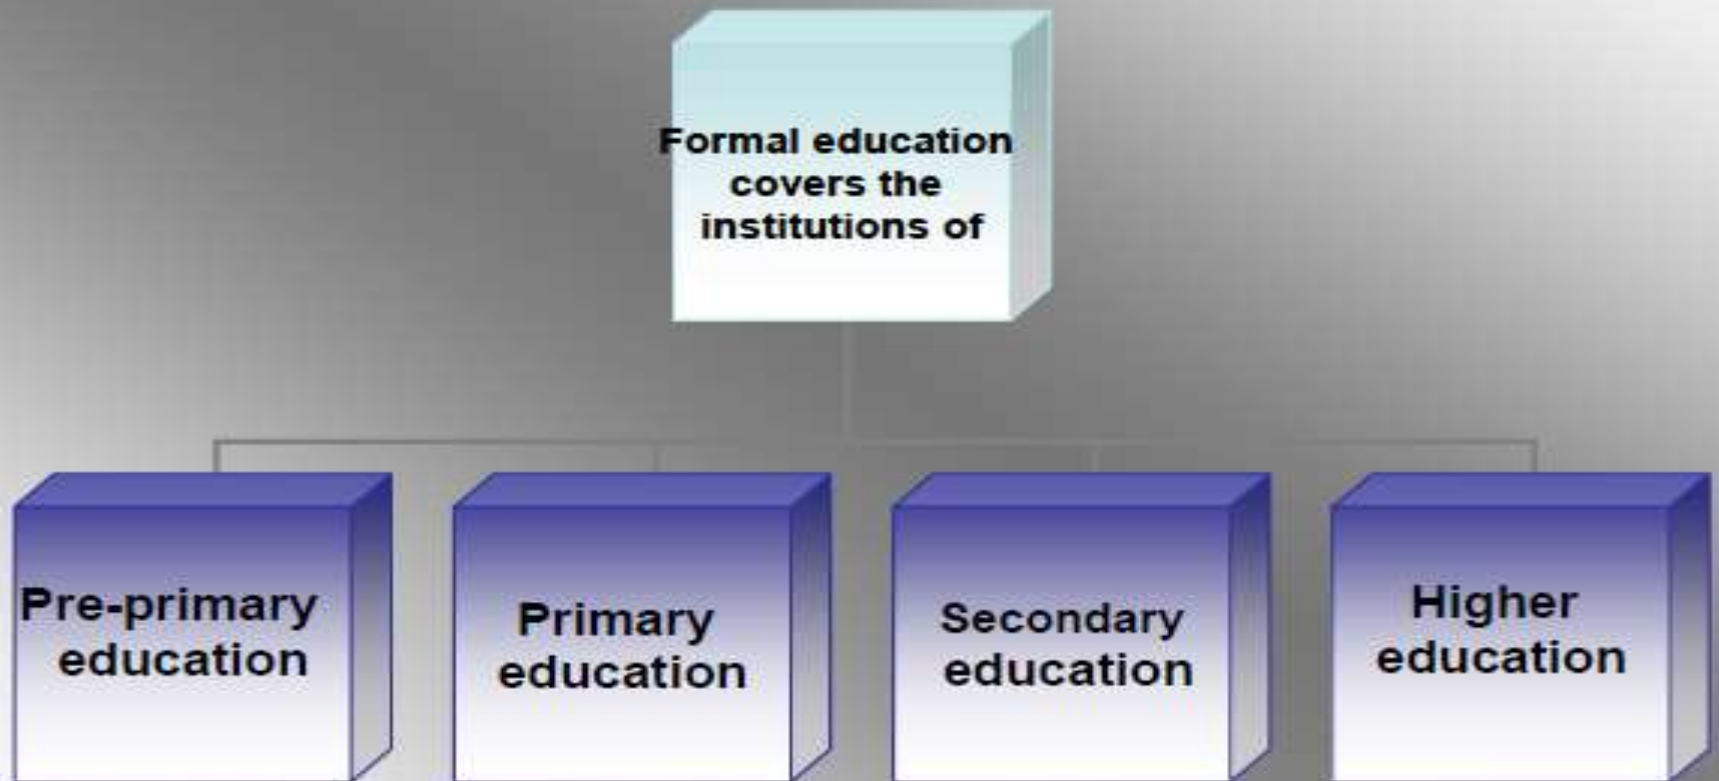 Formal education
covers the
institutions of
Pre-primary
education
Primary
education
Secondary
education
Higher
education